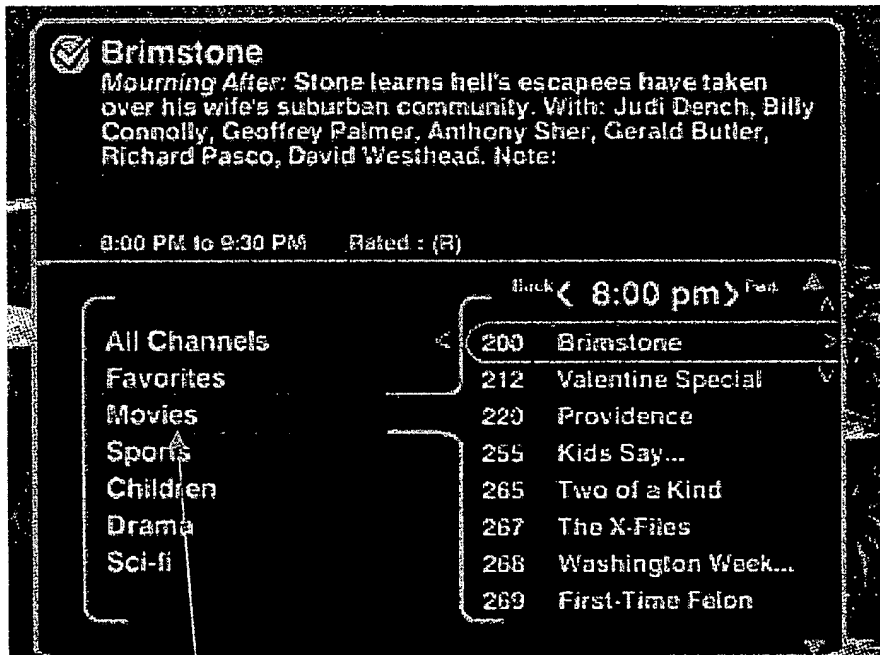 Brimstone
Mourning After: Stone learns hell's escapees have taken
over his wife's suburban community. With: Judi Dench, Billy
Connolly, Geoffrey Palmer, Anthony Sher, Gerald Butler,
Richard Pasco, David Westhead. Note:
8:00 PM to 9:30 PM Rated : (R)
Back < 8:00 pm >
All Channels
Favorites
Movies
Sports
Children
Drama
Sci-fi
200 Brimstone
212 Valentine Special
220 Providence
255 Kids Say...
265 Two of a Kind
267 The X-Files
268 Washington Week...
269 First-Time Felon